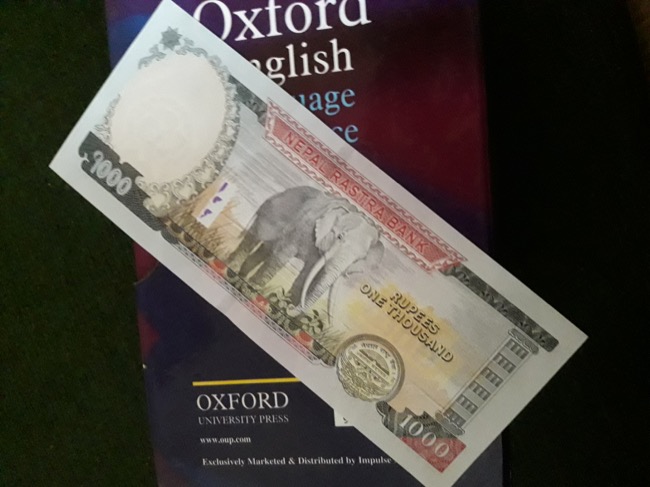 OXFORD
UNIVERSITY PRESS
www.oup.com
Exclusively Marketed & Distributed by Impulse
Oxford
nglish
uage
ce
1000
NEPAL RASTRA BANK
RUPEES
ONE THOUSAND
1000